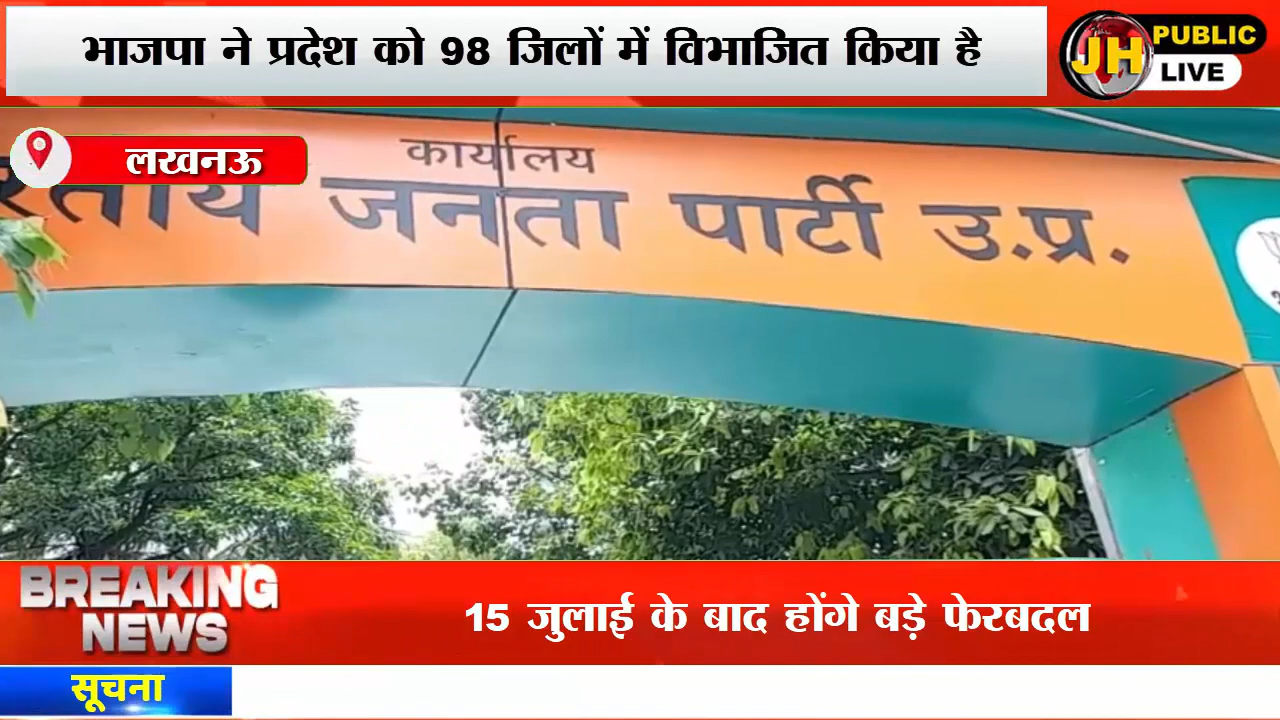 भाजपा ने प्रदेश को 98 जिलों में विभाजित किया है
JH PUBLIC
LIVE
लखनऊ
कार्यालय
रतीय जनता पार्टी उ.प्र.
BREAKING
NEWS
15 जुलाई के बाद होंगे बड़े फेरबदल
सूचना